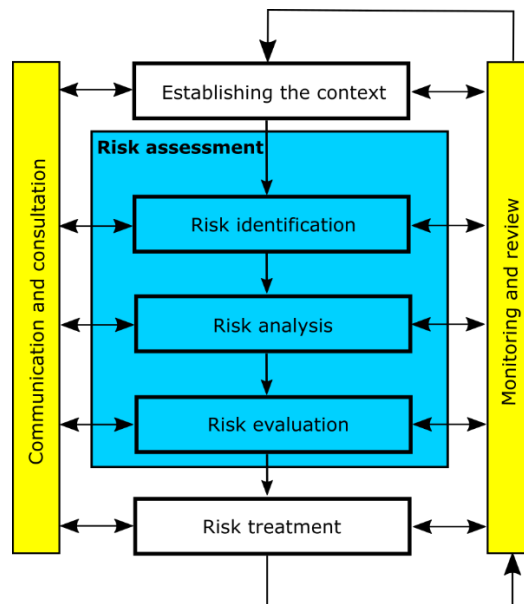 Establishing the context
Risk assessment
Risk identification
Risk analysis
Risk evaluation
Risk treatment
Communication and consultation
Monitoring and review